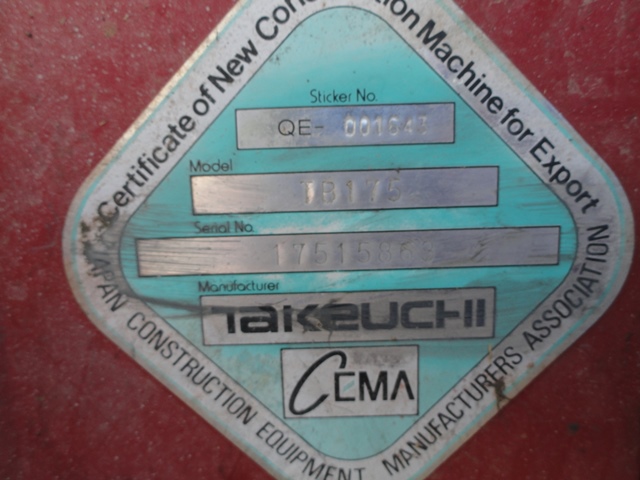 Certificate of New Construction Machine for Export
Sticker No.
QE- 001643
Model
TB175
Serial No.
Manufacturer
TAKEUCHI
CEMA
JAPAN CONSTRUCTION EQUIPMENT MANUFACTURERS ASSOCIATION